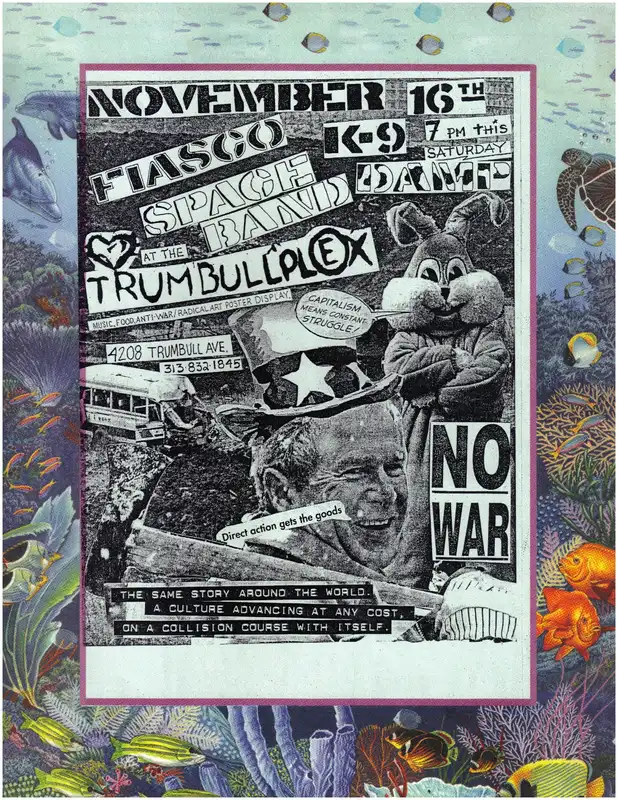 NOVEMBER 16TH
FIASCO K-9 7 PM THIS
SATURDAY
SPACE BAND DAMP
AT THE
TRUMBULLPLEX
MUSIC, FOOD, ANTI-WAR/RADICAL ART POSTER DISPLAY.
CAPITALISM
MEANS CONSTANT
STRUGGLE!
4208 TRUMBULL AVE.
313·832·1845
NO
WAR
Direct action gets the goods
THE SAME STORY AROUND THE WORLD.
A CULTURE ADVANCING AT ANY COST,
ON A COLLISION COURSE WITH ITSELF.